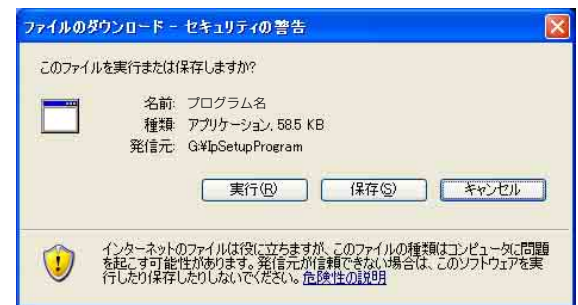 ファイルのダウンロード - セキュリティの警告
このファイルを実行または保存しますか?
名前: プログラム名
種類: アプリケーション, 58.5 KB
発信元: G:¥IpSetupProgram
実行(R) 保存(S) キャンセル
インターネットのファイルは役に立ちますが、このファイルの種類はコンピュータに問題
を起こす可能性があります。発信元が信頼できない場合は、このソフトウェアを実
行したり保存したりしないでください。危険性の説明